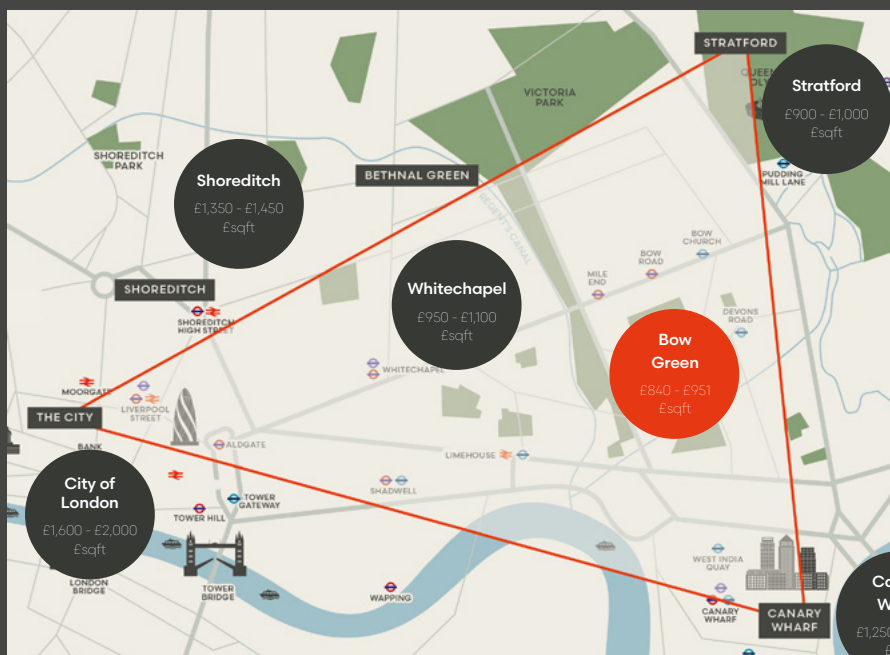 STRATFORD
QUEEN
OLY
Stratford
£900 - £1,000
£sqft
VICTORIA
PARK
SHOREDITCH
PARK
Shoreditch
£1,350 - £1,450
£sqft
BETHNAL GREEN
PUDDING
MILL LANE
REGENT'S CANAL
BOW
CHURCH
BOW
ROAD
MILE
END
Whitechapel
£950 - £1,100
£sqft
SHOREDITCH
SHOREDITCH
HIGH STREET
DEVONS
ROAD
Bow
Green
£840 - £951
£sqft
WHITECHAPEL
MOORGATE
LIVERPOOL
STREET
THE CITY
BANK
ALDGATE
LIMEHOUSE
City of
London
£1,600 - £2,000
£sqft
SHADWELL
TOWER
GATEWAY
TOWER HILL
WEST INDIA
QUAY
LONDON
BRIDGE
TOWER
BRIDGE
WAPPING
CANARY
WHARF
CANARY
WHARF
Ca
W
£1,250
£